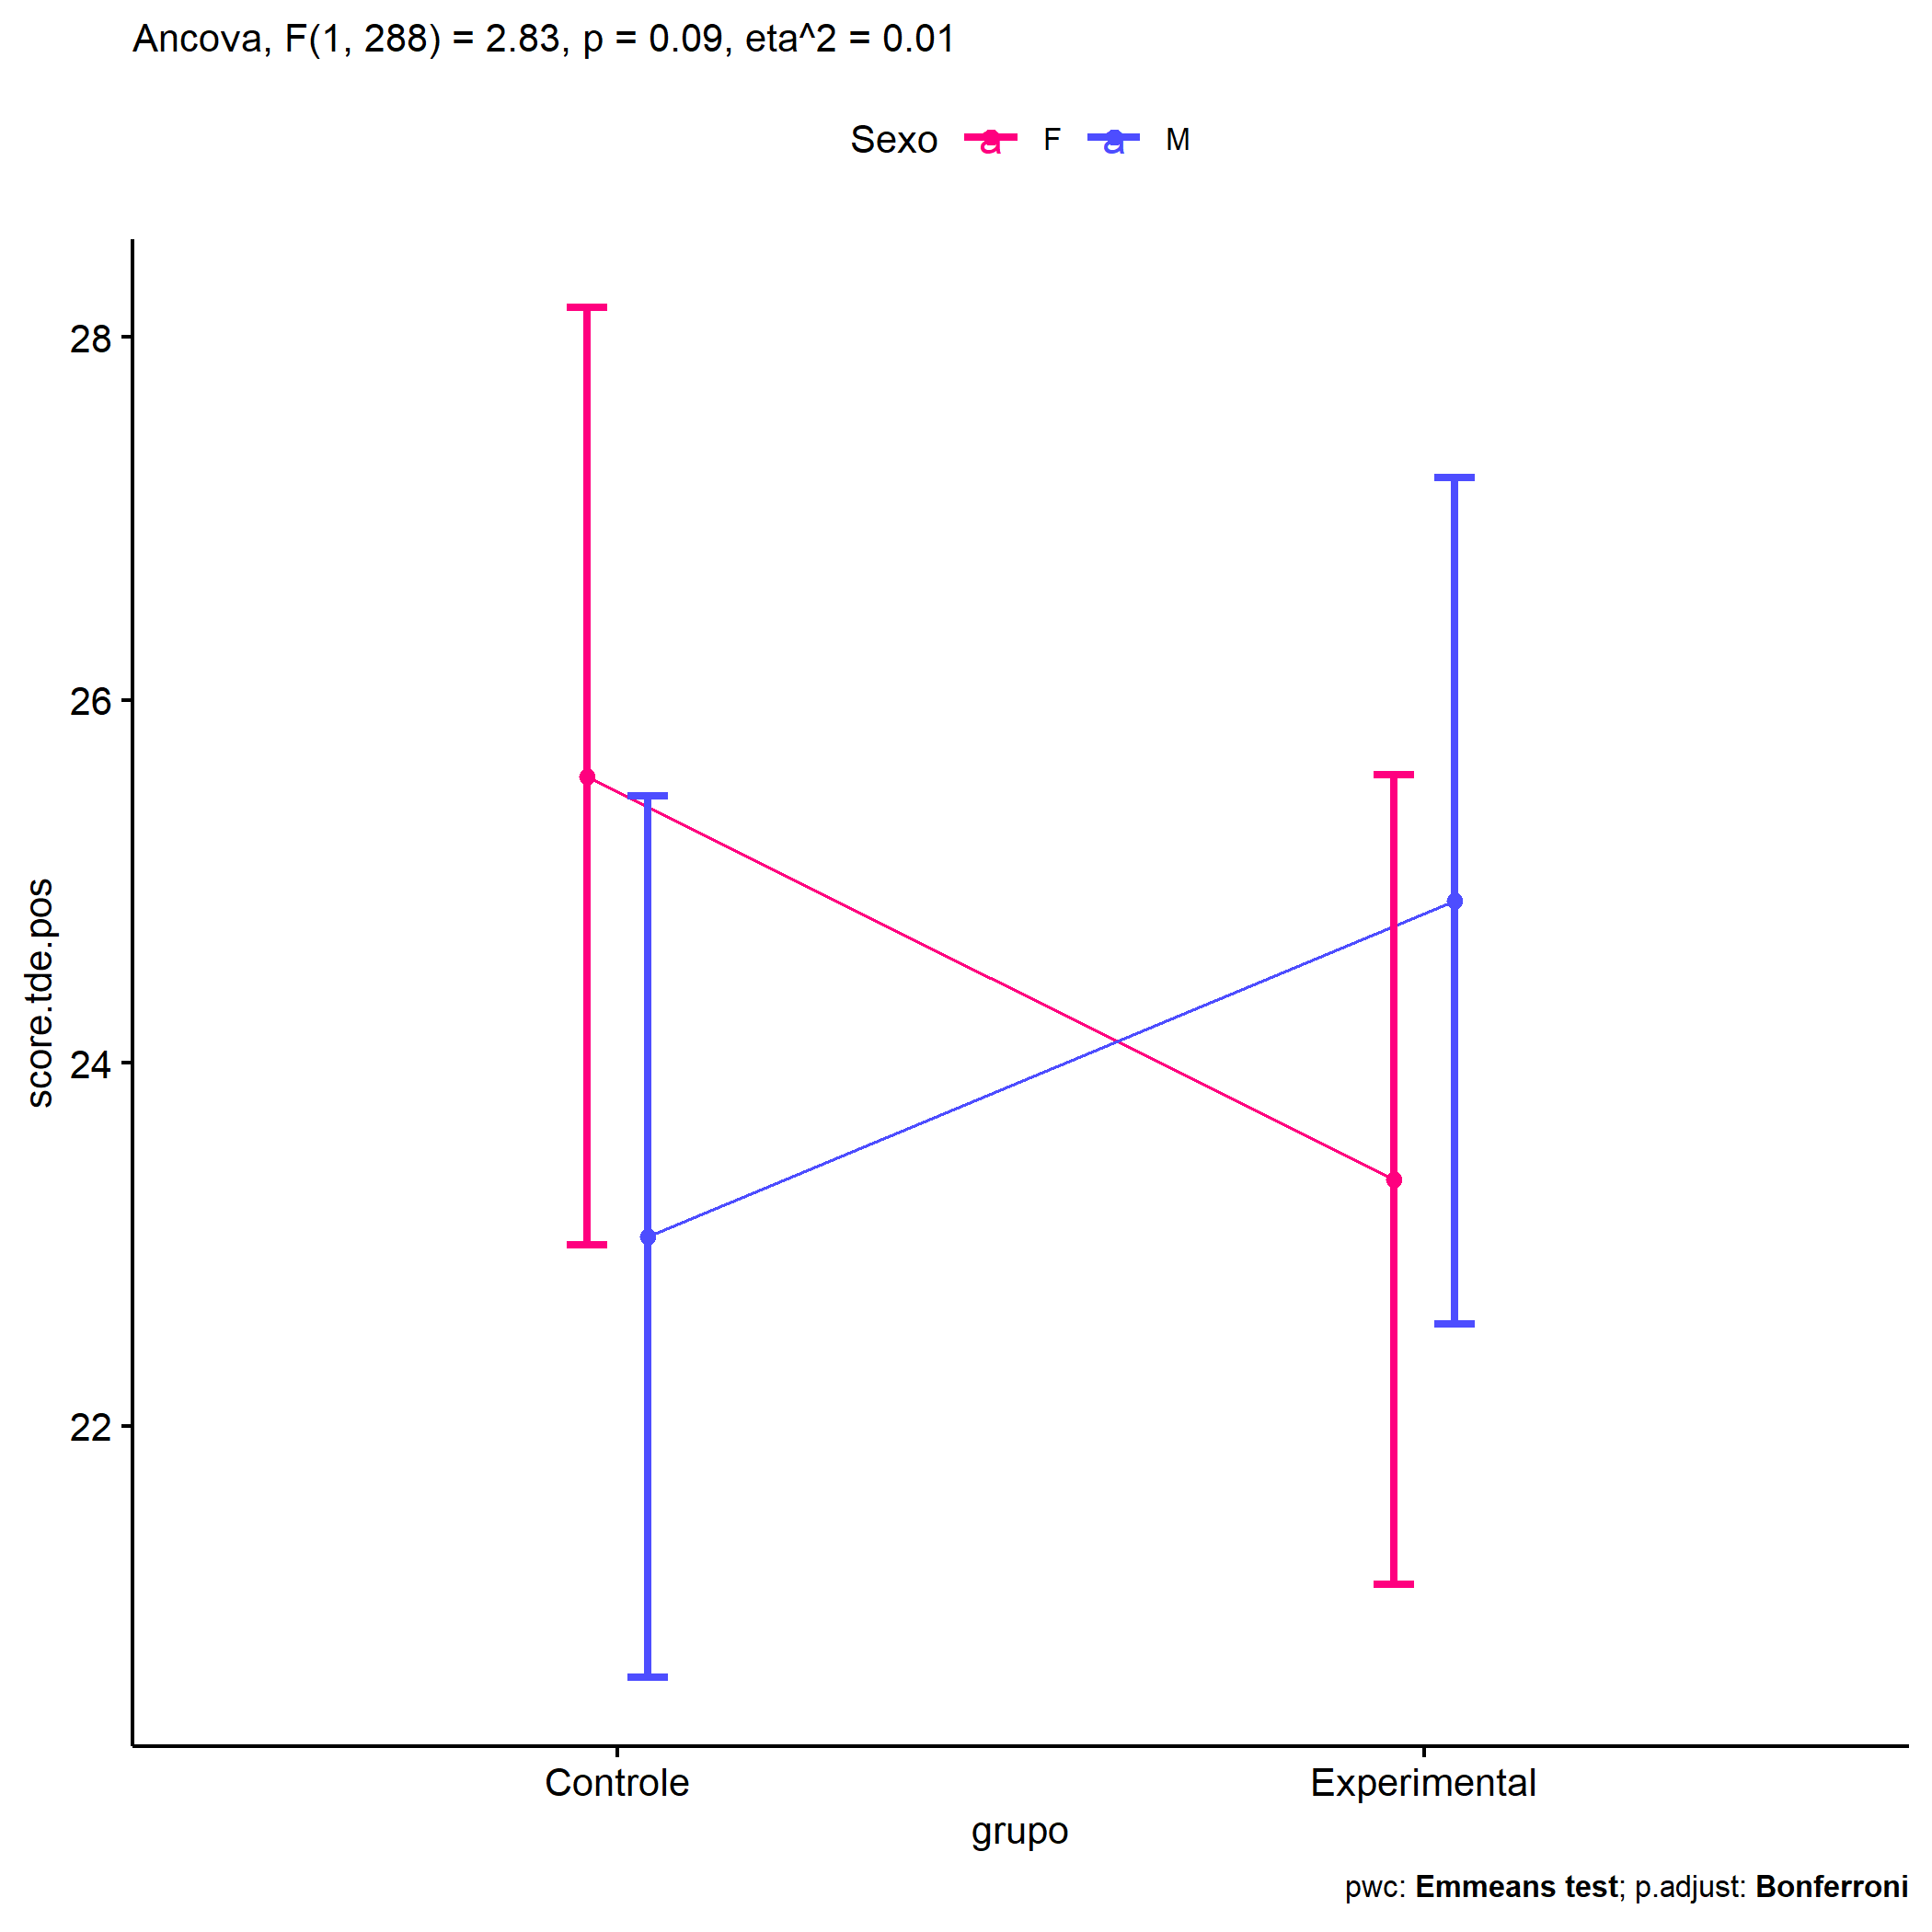 Ancova, F(1, 288) = 2.83, p = 0.09, eta^2 = 0.01
Sexo a F a M
28
26
24
22
score.tde.pos
Controle Experimental
grupo
pwc: Emmeans test; p.adjust: Bonferroni